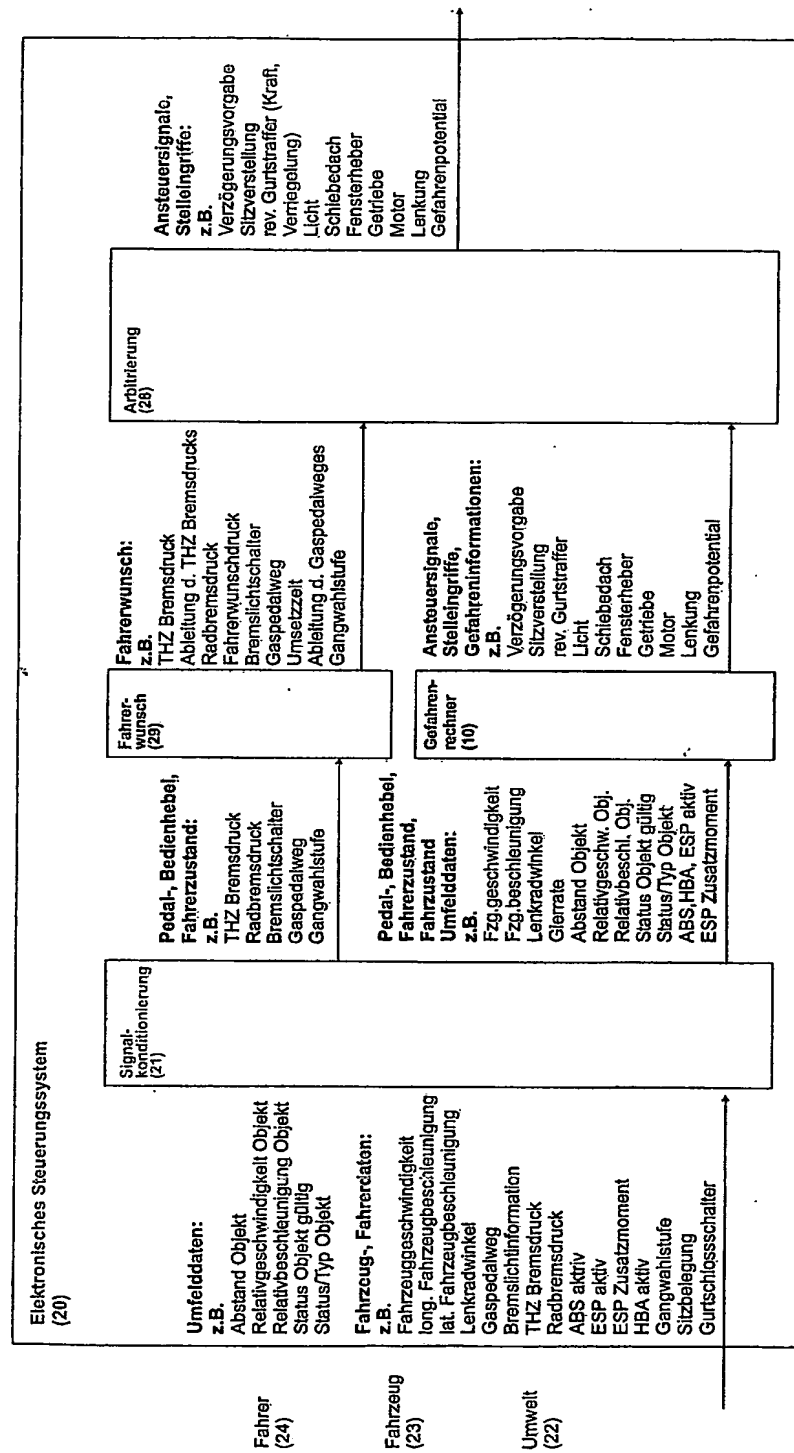 Elektronisches Steuerungssystem
(20)
Fahrer
(24)
Fahrzeug
(23)
Umwelt
(22)
Umfelddaten:
z.B.
Abstand Objekt
Relativgeschwindigkeit Objekt
Relativbeschleunigung Objekt
Status Objekt gültig
Status/Typ Objekt
Fahrzeug-, Fahrerdaten:
z.B.
Fahrzeuggeschwindigkeit
long. Fahrzeugbeschleunigung
lat. Fahrzeugbeschleunigung
Lenkradwinkel
Gaspedalweg
Bremslichtinformation
THZ Bremsdruck
Radbremsdruck
ABS aktriv
ESP aktiv
ESP Zusatzmoment
HBA aktiv
Gangwahlstufe
Sitzbelegung
Gurtschlossschalter
Signal-
konditionierung
(21)
Pedal-, Bedienhebel,
Fahrerzustand:
z.B.
THZ Bremsdruck
Radbremsdruck
Bremslichtschalter
Gaspedalweg
Gangwahlstufe
Pedal-, Bedienhebel,
Fahrerzustand,
Fahrzustand
Umfelddaten:
z.B.
Fzg.geschwindigkeit
Fzg.beschleunigung
Lenkradwinkel
Gierrate
Abstand Objekt
Relativgeschw. Obj.
Relativbeschl. Obj.
Status Objekt gültig
Status/Typ Objekt
ABS,HBA, ESP aktiv
ESP Zusatzmoment
Fahrer-
wunsch
(29)
Gefahren-
rechner
(10)
Fahrerwunsch:
z.B.
THZ Bremsdruck
Ableitung d. THZ Bremsdrucks
Radbremsdruck
Fahrerwunschdruck
Bremslichtschalter
Gaspedalweg
Umsetzzeit
Ableitung d. Gaspedalweges
Gangwahlstufe
Ansteuersignale,
Stelleingriffe,
Gefahreninformationen:
z.B.
Verzögerungsvorgabe
Sitzverstellung
rev. Gurtstraffer
Licht
Schiebedach
Fensterheber
Getriebe
Motor
Lenkung
Gefahrenpotential
Arbitrierung
(28)
Ansteuersignale,
Stelleingriffe:
z.B.
Verzögerungsvorgabe
Sitzverstellung
rev. Gurtstraffer (Kraft,
Verriegelung)
Licht
Schiebedach
Fensterheber
Getriebe
Motor
Lenkung
Gefahrenpotential